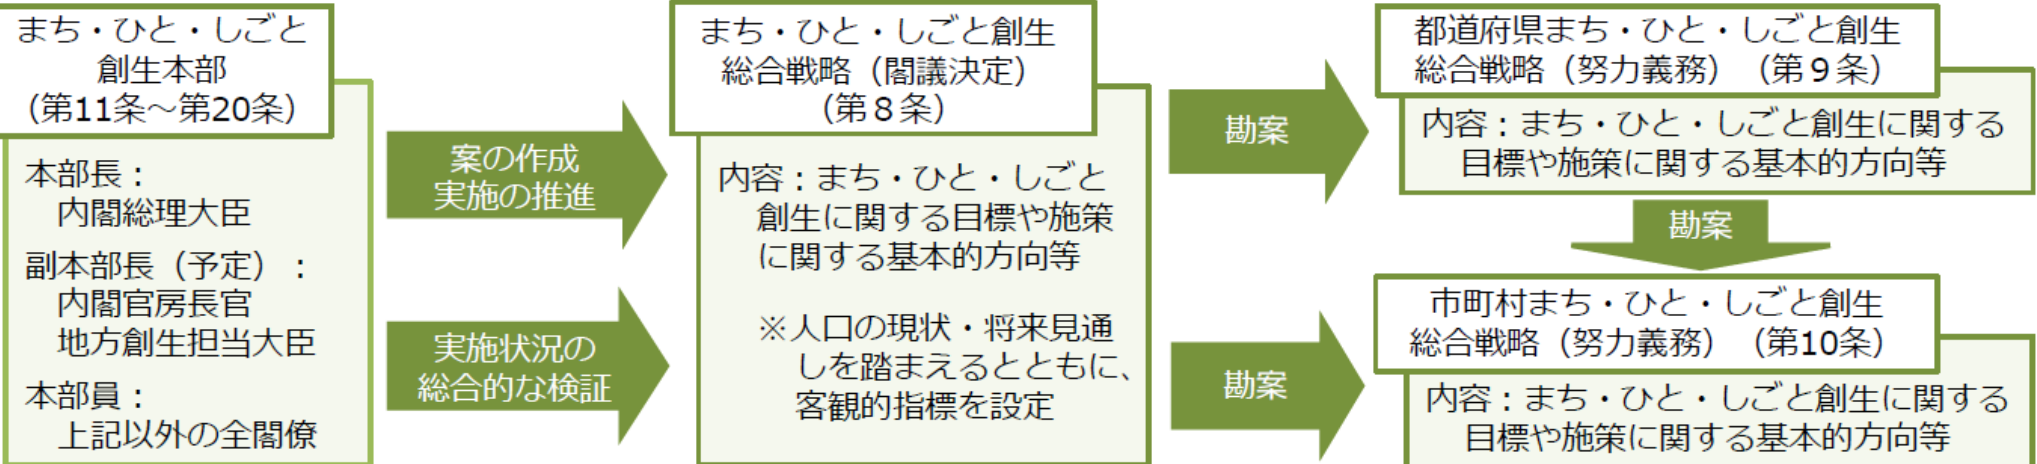 まち・ひと・しごと
創生本部
（第11条～第20条）
本部長：
内閣総理大臣
副本部長（予定）：
内閣官房長官
地方創生担当大臣
本部員：
上記以外の全閣僚
案の作成
実施の推進
実施状況の
総合的な検証
まち・ひと・しごと創生
総合戦略（閣議決定）
（第８条）
内容：まち・ひと・しごと
創生に関する目標や施策
に関する基本的方向等
※人口の現状・将来見通
しを踏まえるとともに、
客観的指標を設定
勘案
勘案
都道府県まち・ひと・しごと創生
総合戦略（努力義務）（第９条）
内容：まち・ひと・しごと創生に関する
目標や施策に関する基本的方向等
勘案
市町村まち・ひと・しごと創生
総合戦略（努力義務）（第10条）
内容：まち・ひと・しごと創生に関する
目標や施策に関する基本的方向等